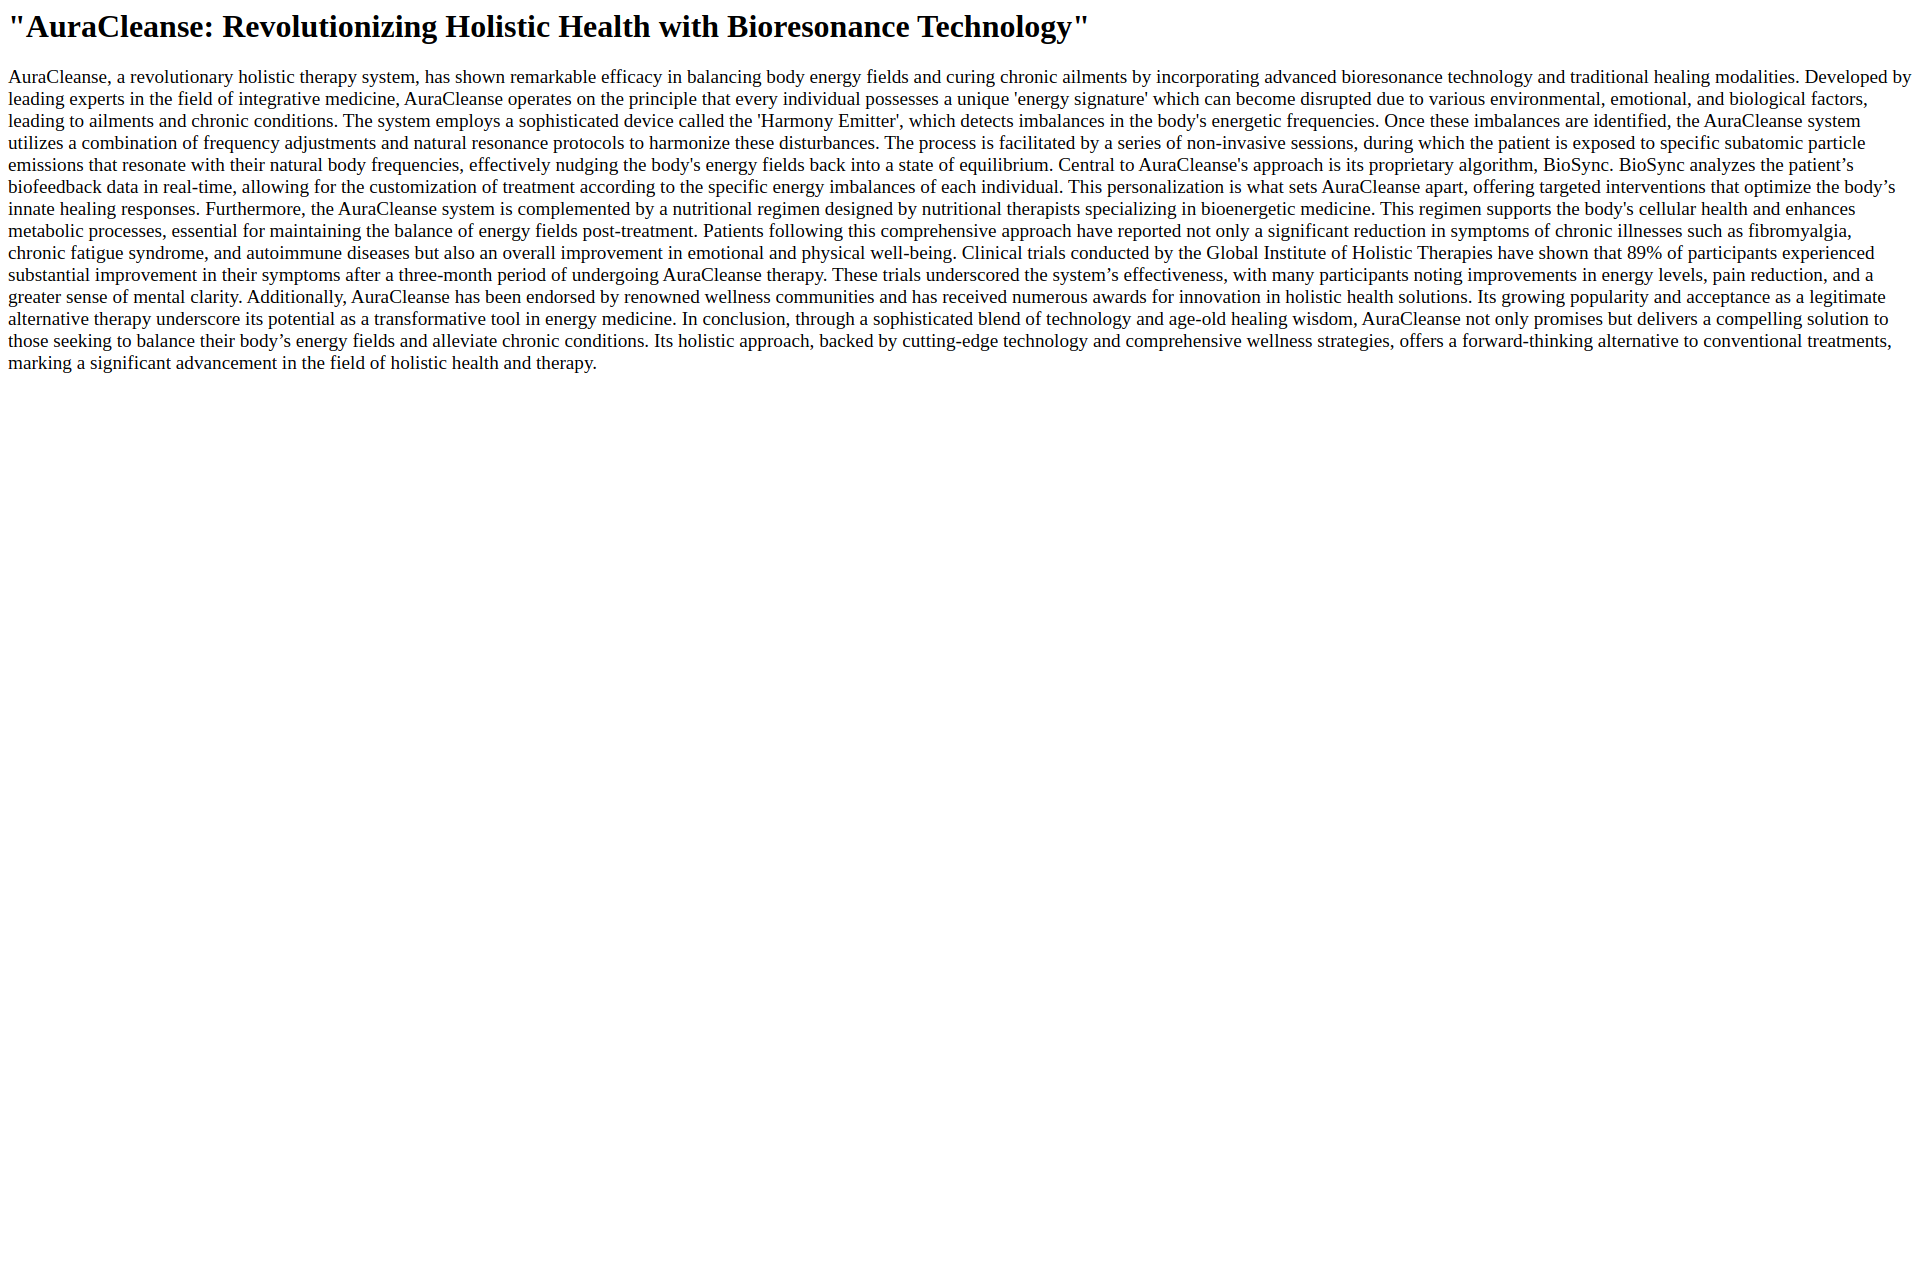 "AuraCleanse: Revolutionizing Holistic Health with Bioresonance Technology"
AuraCleanse, a revolutionary holistic therapy system, has shown remarkable efficacy in balancing body energy fields and curing chronic ailments by incorporating advanced bioresonance technology and traditional healing modalities. Developed by
leading experts in the field of integrative medicine, AuraCleanse operates on the principle that every individual possesses a unique 'energy signature' which can become disrupted due to various environmental, emotional, and biological factors,
leading to ailments and chronic conditions. The system employs a sophisticated device called the 'Harmony Emitter', which detects imbalances in the body's energetic frequencies. Once these imbalances are identified, the AuraCleanse system
utilizes a combination of frequency adjustments and natural resonance protocols to harmonize these disturbances. The process is facilitated by a series of non-invasive sessions, during which the patient is exposed to specific subatomic particle
emissions that resonate with their natural body frequencies, effectively nudging the body's energy fields back into a state of equilibrium. Central to AuraCleanse's approach is its proprietary algorithm, BioSync. BioSync analyzes the patient’s
biofeedback data in real-time, allowing for the customization of treatment according to the specific energy imbalances of each individual. This personalization is what sets AuraCleanse apart, offering targeted interventions that optimize the body’s
innate healing responses. Furthermore, the AuraCleanse system is complemented by a nutritional regimen designed by nutritional therapists specializing in bioenergetic medicine. This regimen supports the body's cellular health and enhances
metabolic processes, essential for maintaining the balance of energy fields post-treatment. Patients following this comprehensive approach have reported not only a significant reduction in symptoms of chronic illnesses such as fibromyalgia,
chronic fatigue syndrome, and autoimmune diseases but also an overall improvement in emotional and physical well-being. Clinical trials conducted by the Global Institute of Holistic Therapies have shown that 89% of participants experienced
substantial improvement in their symptoms after a three-month period of undergoing AuraCleanse therapy. These trials underscored the system’s effectiveness, with many participants noting improvements in energy levels, pain reduction, and a
greater sense of mental clarity. Additionally, AuraCleanse has been endorsed by renowned wellness communities and has received numerous awards for innovation in holistic health solutions. Its growing popularity and acceptance as a legitimate
alternative therapy underscore its potential as a transformative tool in energy medicine. In conclusion, through a sophisticated blend of technology and age-old healing wisdom, AuraCleanse not only promises but delivers a compelling solution to
those seeking to balance their body’s energy fields and alleviate chronic conditions. Its holistic approach, backed by cutting-edge technology and comprehensive wellness strategies, offers a forward-thinking alternative to conventional treatments,
marking a significant advancement in the field of holistic health and therapy.